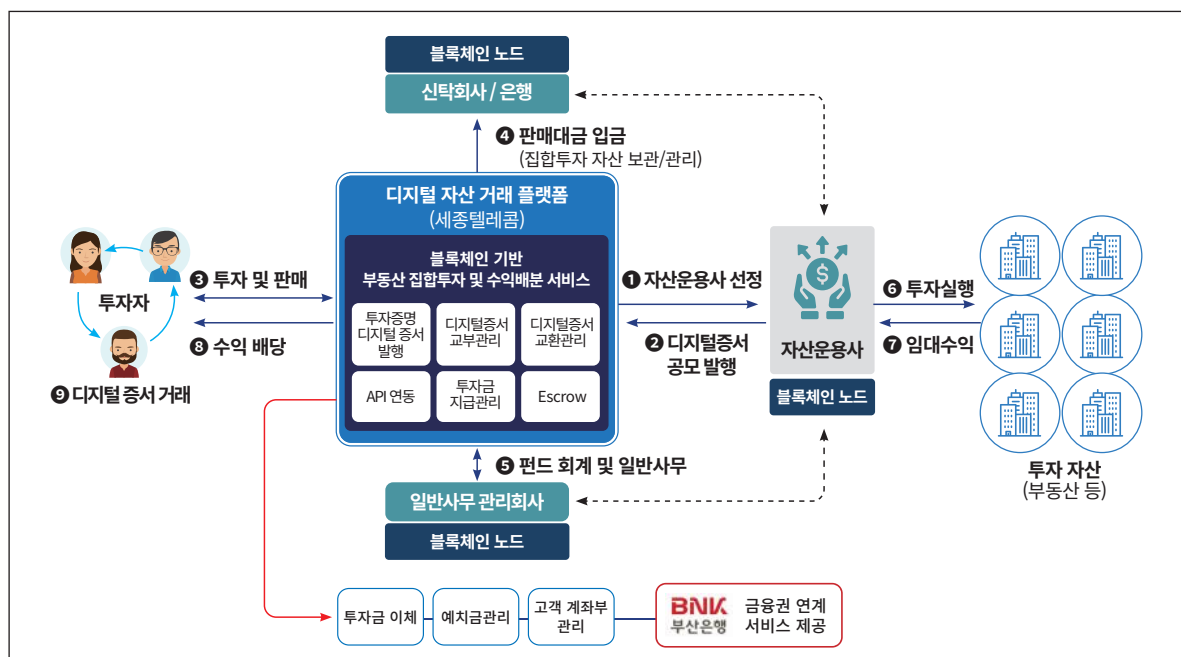 블록체인 노드
신탁회사 / 은행
❹ 판매대금 입금
(집합투자 자산 보관/관리)
디지털 자산 거래 플랫폼
(세종텔레콤)
블록체인 기반
부동산 집합투자 및 수익배분 서비스
투자증명
디지털 증서
발행
디지털증서
교부관리
디지털증서
교환관리
API 연동
투자금
지급관리
Escrow
투자자
❸ 투자 및 판매
❽ 수익 배당
❾ 디지털 증서 거래
❶ 자산운용사 선정
❷ 디지털증서
공모 발행
$
자산운용사
블록체인 노드
❻ 투자실행
❼ 임대수익
투자 자산
(부동산 등)
❺ 펀드 회계 및 일반사무
일반사무 관리회사
블록체인 노드
투자금 이체
예치금관리
고객 계좌부
관리
BNK
부산은행
금융권 연계
서비스 제공